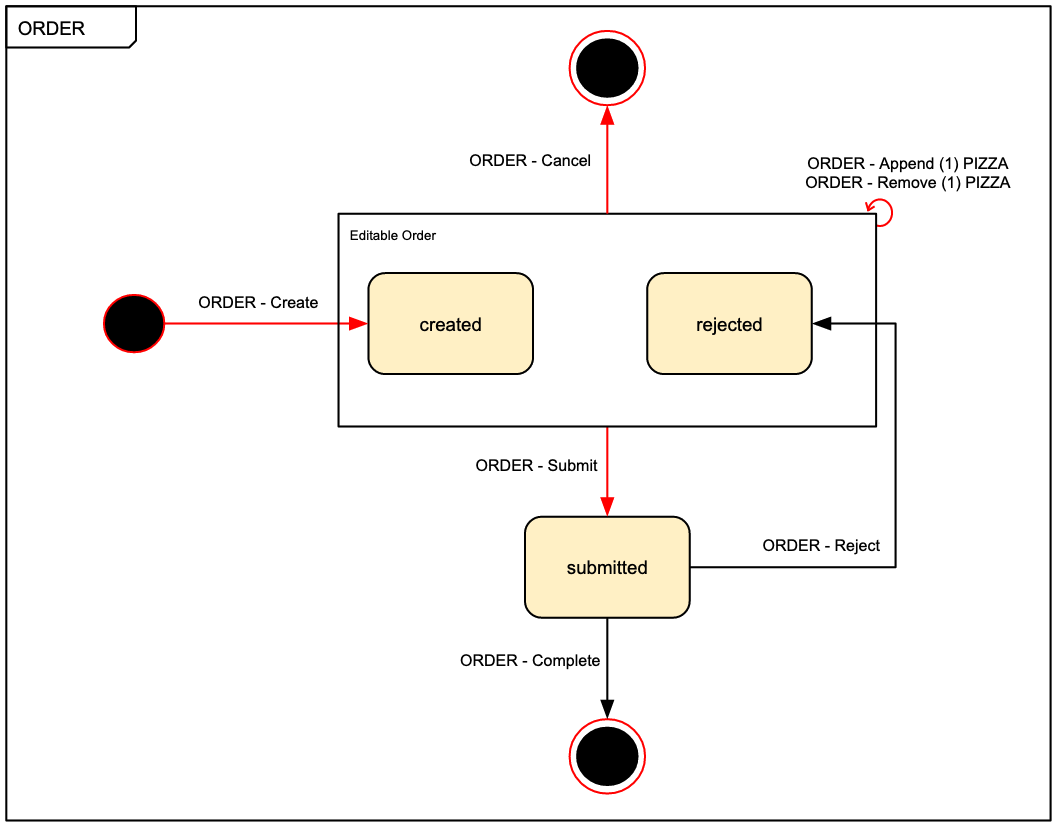 ORDER
ORDER - Cancel
ORDER - Append (1) PIZZA
ORDER - Remove (1) PIZZA
Editable Order
ORDER - Create
created
rejected
ORDER - Submit
ORDER - Reject
submitted
ORDER - Complete